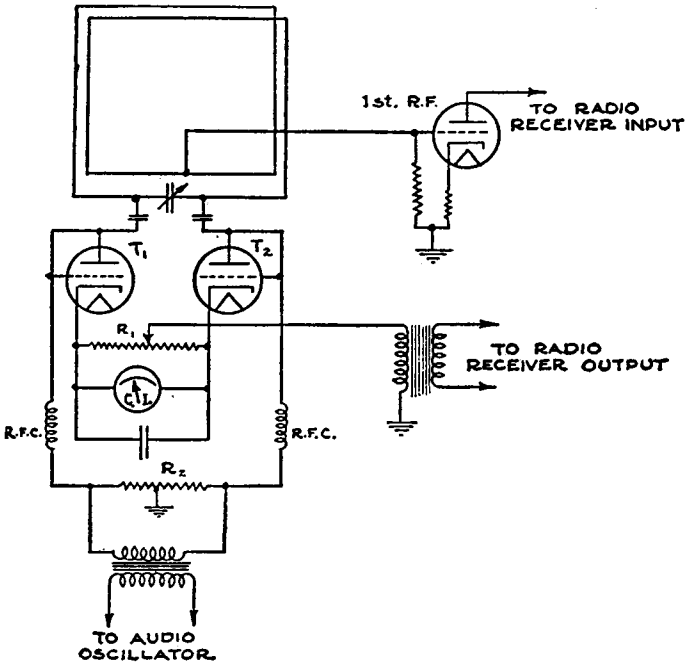 1st. R.F.
TO RADIO
RECEIVER INPUT
T1
T2
R1
TO RADIO
RECEIVER OUTPUT
C.I.
R.F.C.
R.F.C.
R2
TO AUDIO
OSCILLATOR